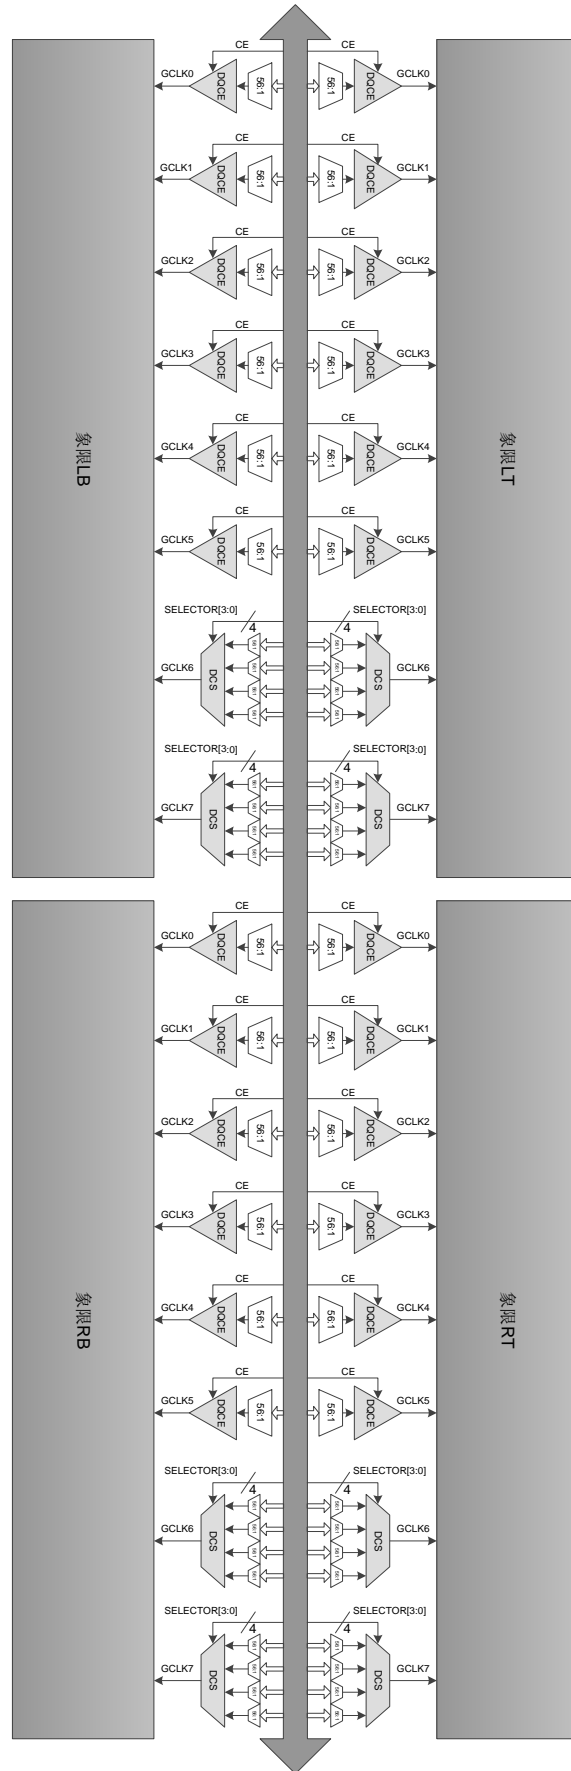 CE CE
GCLK0 DQCE 56:1 56:1 DQCE GCLK0
CE CE
GCLK1 DQCE 56:1 56:1 DQCE GCLK1
CE CE
GCLK2 DQCE 56:1 56:1 DQCE GCLK2
CE CE
GCLK3 DQCE 56:1 56:1 DQCE GCLK3
CE CE
GCLK4 DQCE 56:1 56:1 DQCE GCLK4
象限LB
象限LT
CE CE
GCLK5 DQCE 56:1 56:1 DQCE GCLK5
SELECTOR[3:0] SELECTOR[3:0]
4 4
GCLK6 DCS DCS GCLK6
SELECTOR[3:0] SELECTOR[3:0]
4 4
GCLK7 DCS DCS GCLK7
CE CE
GCLK0 DQCE 56:1 56:1 DQCE GCLK0
CE CE
GCLK1 DQCE 56:1 56:1 DQCE GCLK1
CE CE
GCLK2 DQCE 56:1 56:1 DQCE GCLK2
CE CE
GCLK3 DQCE 56:1 56:1 DQCE GCLK3
CE CE
GCLK4 DQCE 56:1 56:1 DQCE GCLK4
象限RB
象限RT
CE CE
GCLK5 DQCE 56:1 56:1 DQCE GCLK5
SELECTOR[3:0] SELECTOR[3:0]
4 4
GCLK6 DCS DCS GCLK6
SELECTOR[3:0] SELECTOR[3:0]
4 4
GCLK7 DCS DCS GCLK7